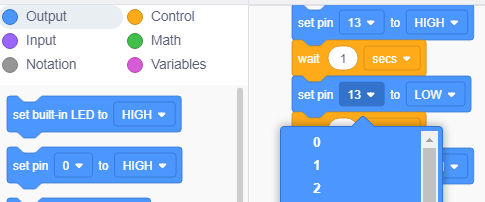 Output
Control
Input
Math
Notation
Variables
set built-in LED to HIGH
set pin 0 to HIGH
set pin 13 to HIGH
wait 1 secs
set pin 13 to LOW
0
1
2